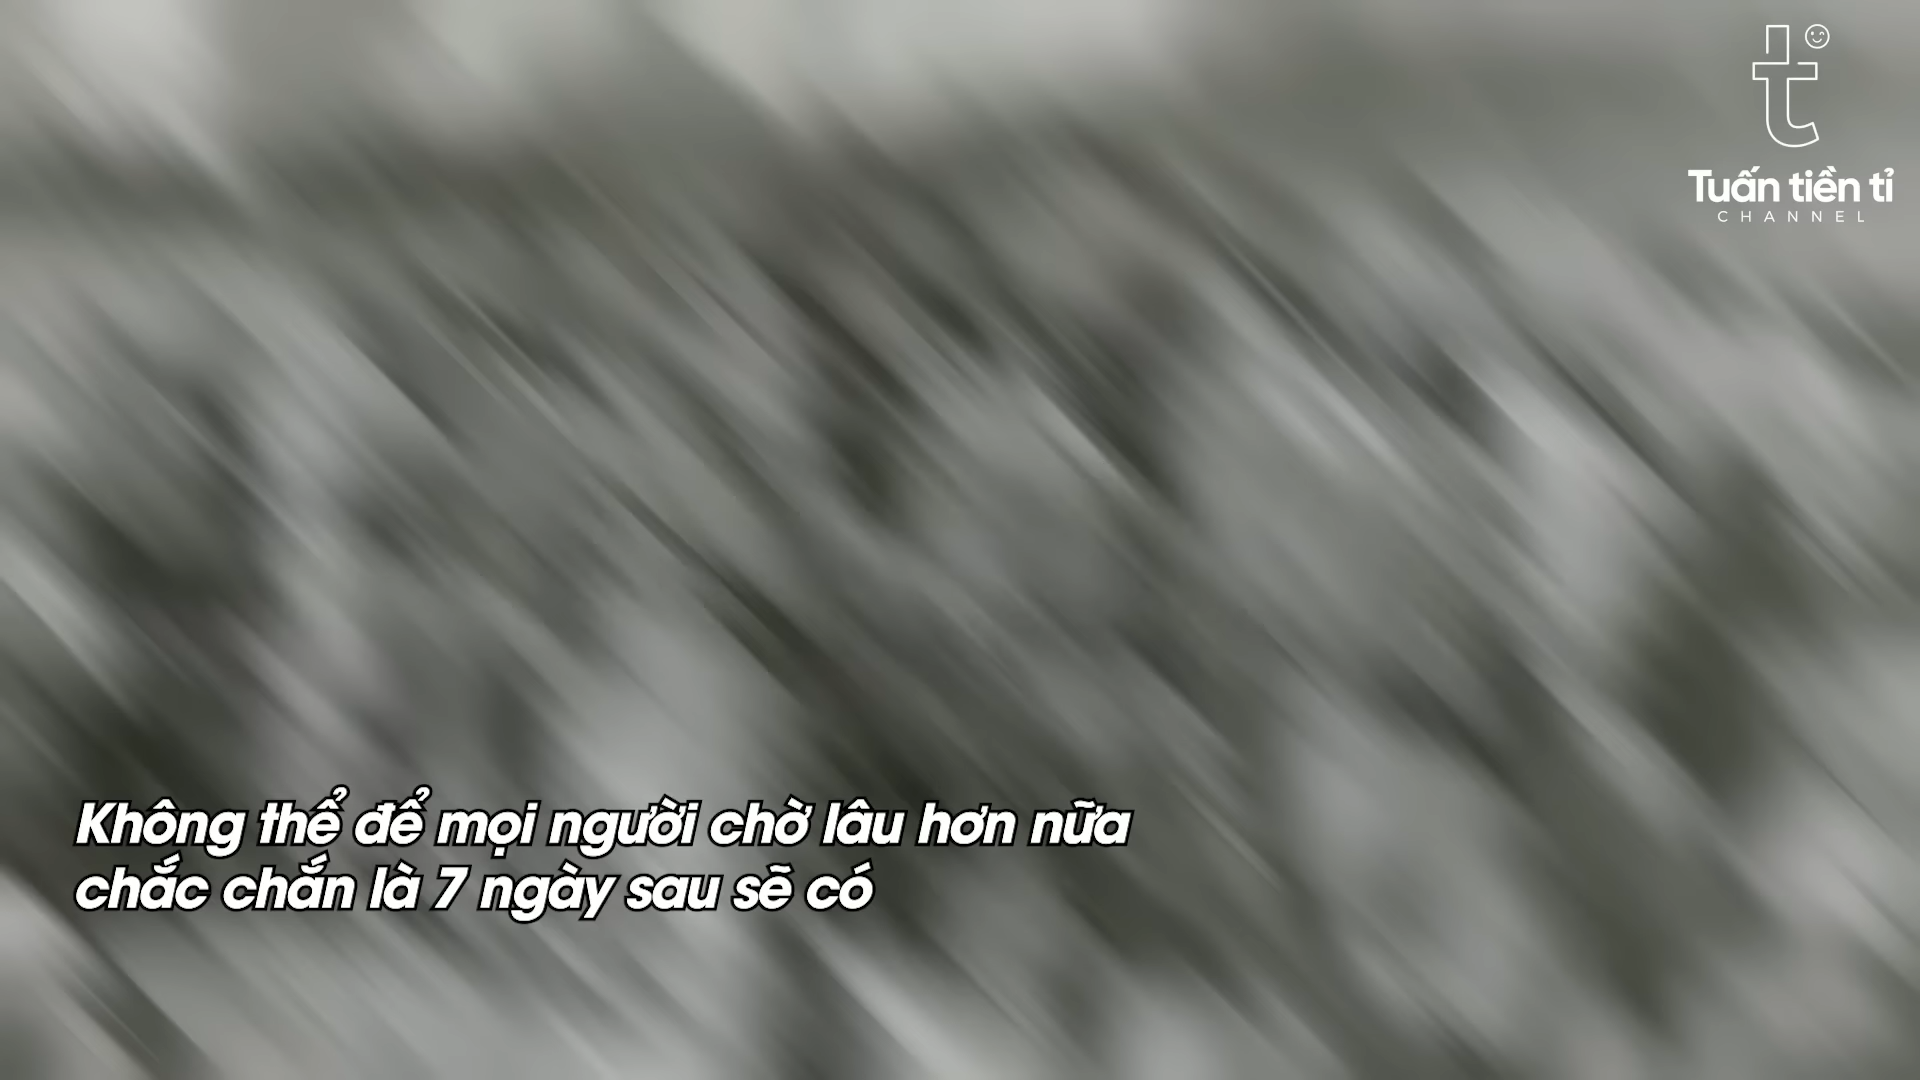 Tuấn tiền tỉ
CHANNEL
Không thể để mọi người chờ lâu hơn nữa
chắc chắn là 7 ngày sau sẽ có